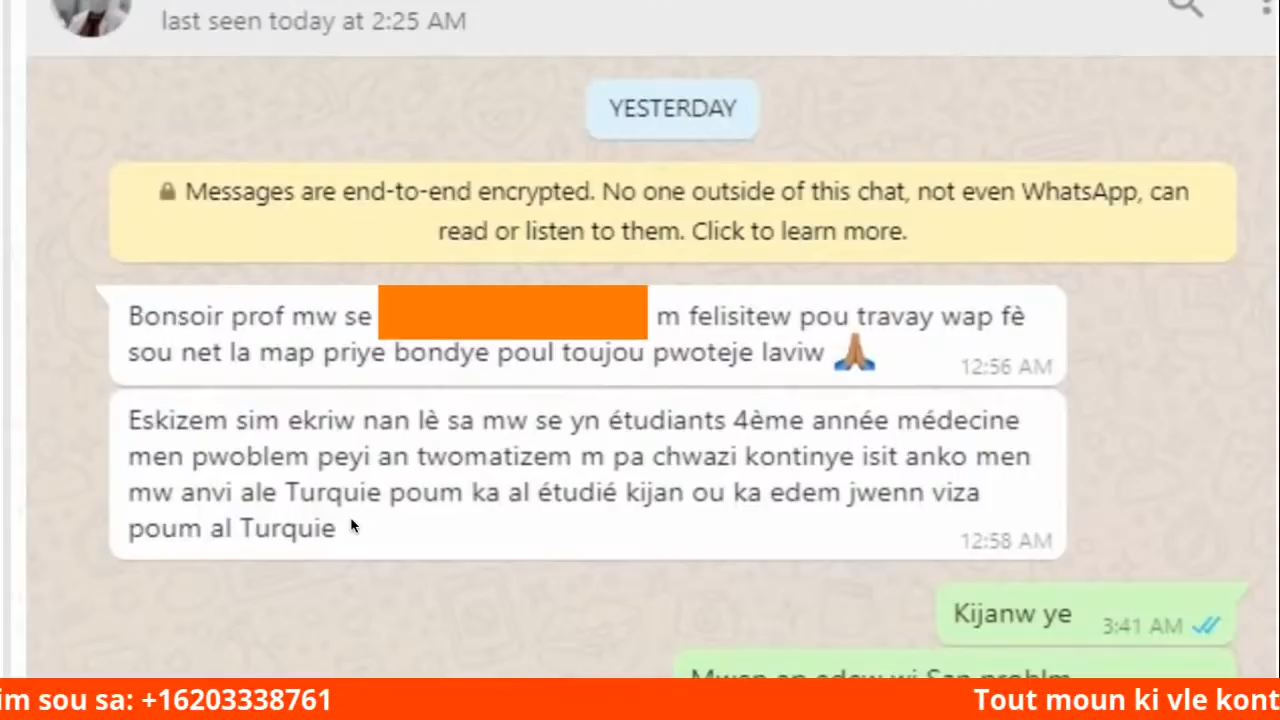 last seen today at 2:25 AM
YESTERDAY
Messages are end-to-end encrypted. No one outside of this chat, not even WhatsApp, can
read or listen to them. Click to learn more.
Bonsoir prof mw se m felisitew pou travay wap fè
sou net la map priye bondye poul toujou pwoteje laviw 🙏🏽
12:56 AM
Eskizem sim ekriw nan lè sa mw se yn étudiants 4ème année médecine
men pwoblem peyi an twomatizem m pa chwazi kontinye isit anko men
mw anvi ale Turquie poum ka al étudié kijan ou ka edem jwenn viza
poum al Turquie
12:58 AM
Kijanw ye
3:41 AM
im sou sa: +16203338761
Tout moun ki vle kont